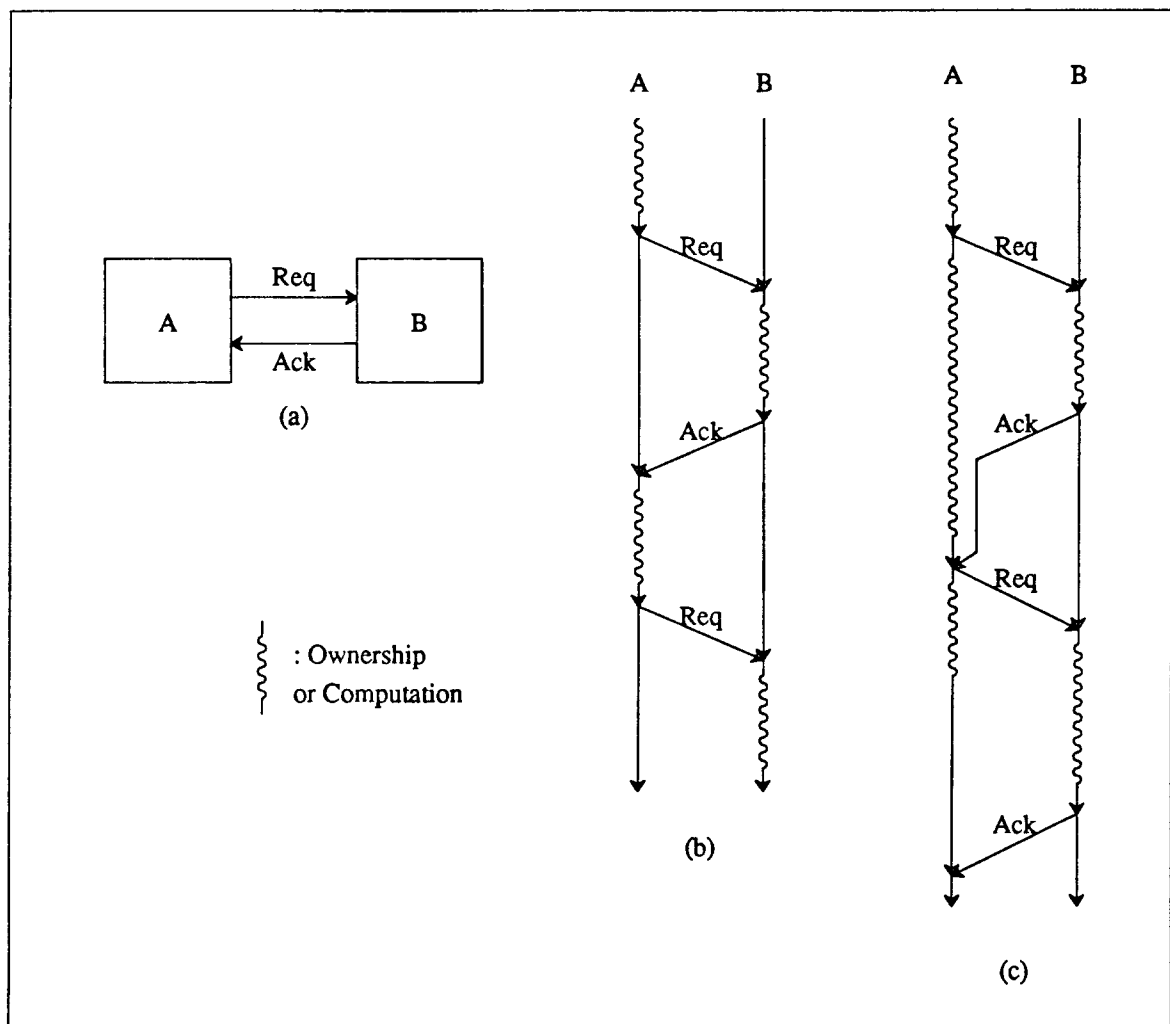 A B
A B
Req
Req
Req
A
B
Ack
(a)
Ack
Ack
Req
Req
: Ownership
or Computation
Ack
(b)
(c)